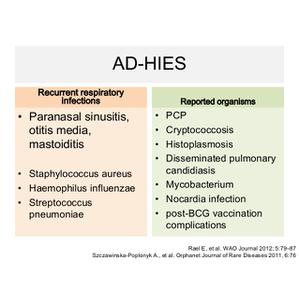 AD-HIES
Recurrent respiratory
infections
• Paranasal sinusitis,
otitis media,
mastoiditis
• Staphylococcus aureus
• Haemophilus influenzae
• Streptococcus
pneumoniae
Reported organisms
• PCP
• Cryptococcosis
• Histoplasmosis
• Disseminated pulmonary
candidiasis
• Mycobacterium
• Nocardia infection
• post-BCG vaccination
complications
Rael E, et al. WAO Journal 2012; 5:79–87
Szczawinska-Poplonyk A., et al. Orphanet Journal of Rare Diseases 2011, 6:76